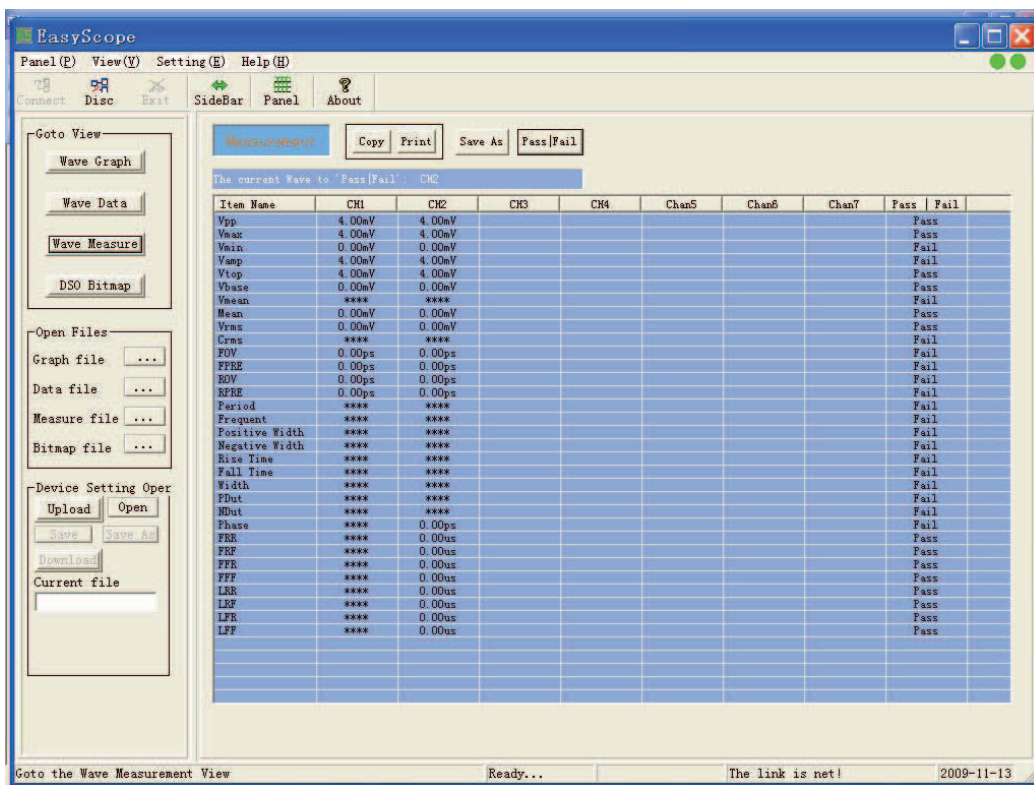 EasyScope
Panel(P) View(V) Setting(E) Help(H)
Connect Disc Exit SideBar Panel About
Goto View
Wave Graph
Wave Data
Wave Measure
DSO Bitmap
Open Files
Graph file ...
Data file ...
Measure file ...
Bitmap file ...
Device Setting Oper
Upload Open
Save Save As
Download
Current file
Measurement Copy Print Save As Pass|Fail
The current Wave to 'Pass|Fail': CH2
Item Name CH1 CH2 CH3 CH4 Chan5 Chan6 Chan7 Pass | Fail
Vpp 4.00mV 4.00mV Pass
Vmax 4.00mV 4.00mV Pass
Vmin 0.00mV 0.00mV Fail
Vamp 4.00mV 4.00mV Fail
Vtop 4.00mV 4.00mV Pass
Vbase 0.00mV 0.00mV Pass
Vmean **** **** Fail
Mean 0.00mV 0.00mV Pass
Vrms 0.00mV 0.00mV Pass
Crms **** **** Fail
FOV 0.00ps 0.00ps Fail
FPRE 0.00ps 0.00ps Fail
ROV 0.00ps 0.00ps Fail
RPRE 0.00ps 0.00ps Fail
Period **** **** Fail
Frequent **** **** Fail
Positive Width **** **** Fail
Negative Width **** **** Fail
Rise Time **** **** Fail
Fall Time **** **** Fail
Width **** **** Fail
PDut **** **** Fail
NDut **** **** Fail
Phase **** 0.00ps Fail
FRR **** 0.00us Pass
FRF **** 0.00us Pass
FFR **** 0.00us Pass
FFF **** 0.00us Pass
LRR **** 0.00us Pass
LRF **** 0.00us Pass
LFR **** 0.00us Pass
LFF **** 0.00us Pass
Goto the Wave Measurement View Ready... The link is net! 2009-11-13